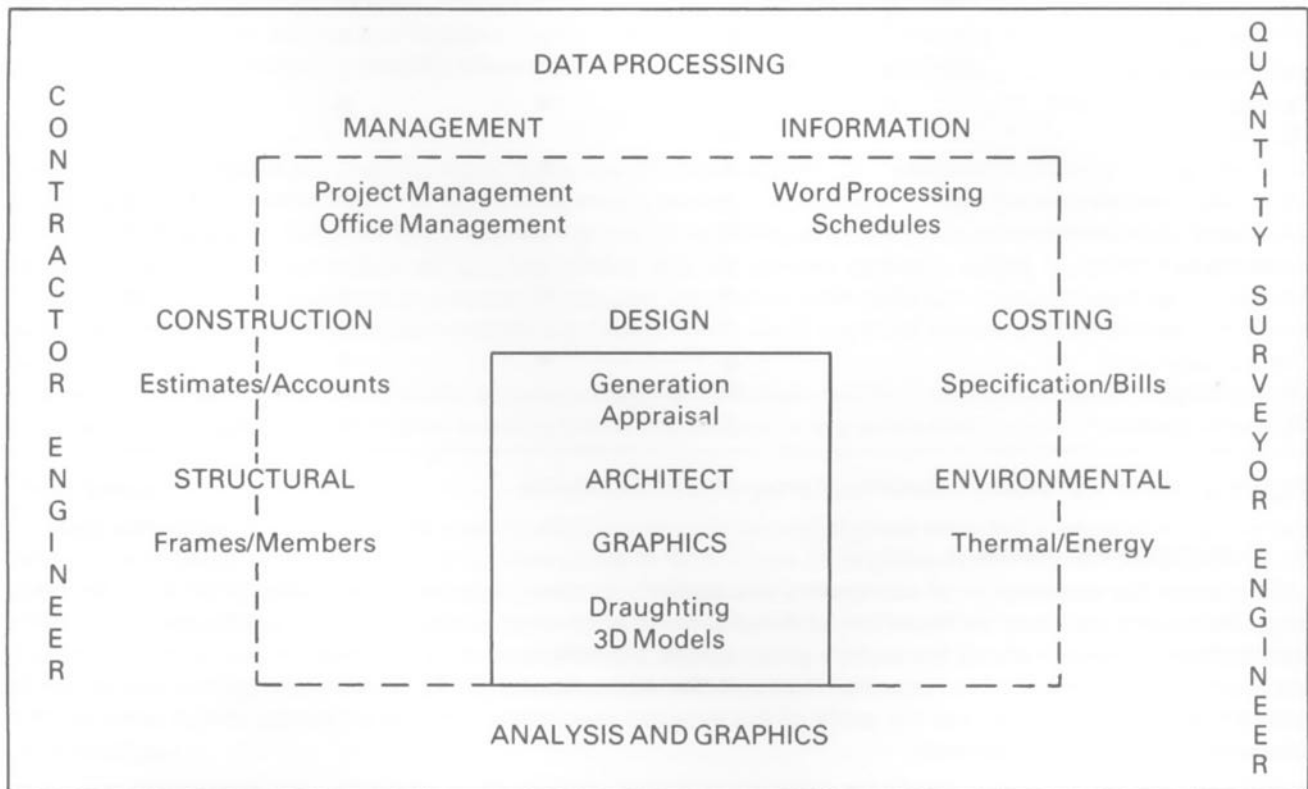 DATA PROCESSING
MANAGEMENT INFORMATION
Project Management Word Processing
Office Management Schedules
CONSTRUCTION DESIGN COSTING
Estimates/Accounts Generation Specification/Bills
Appraisal
STRUCTURAL ARCHITECT ENVIRONMENTAL
Frames/Members GRAPHICS Thermal/Energy
Draughting
3D Models
ANALYSIS AND GRAPHICS
CONTRACTOR ENGINEER
QUANTITY SURVEYOR ENGINEER